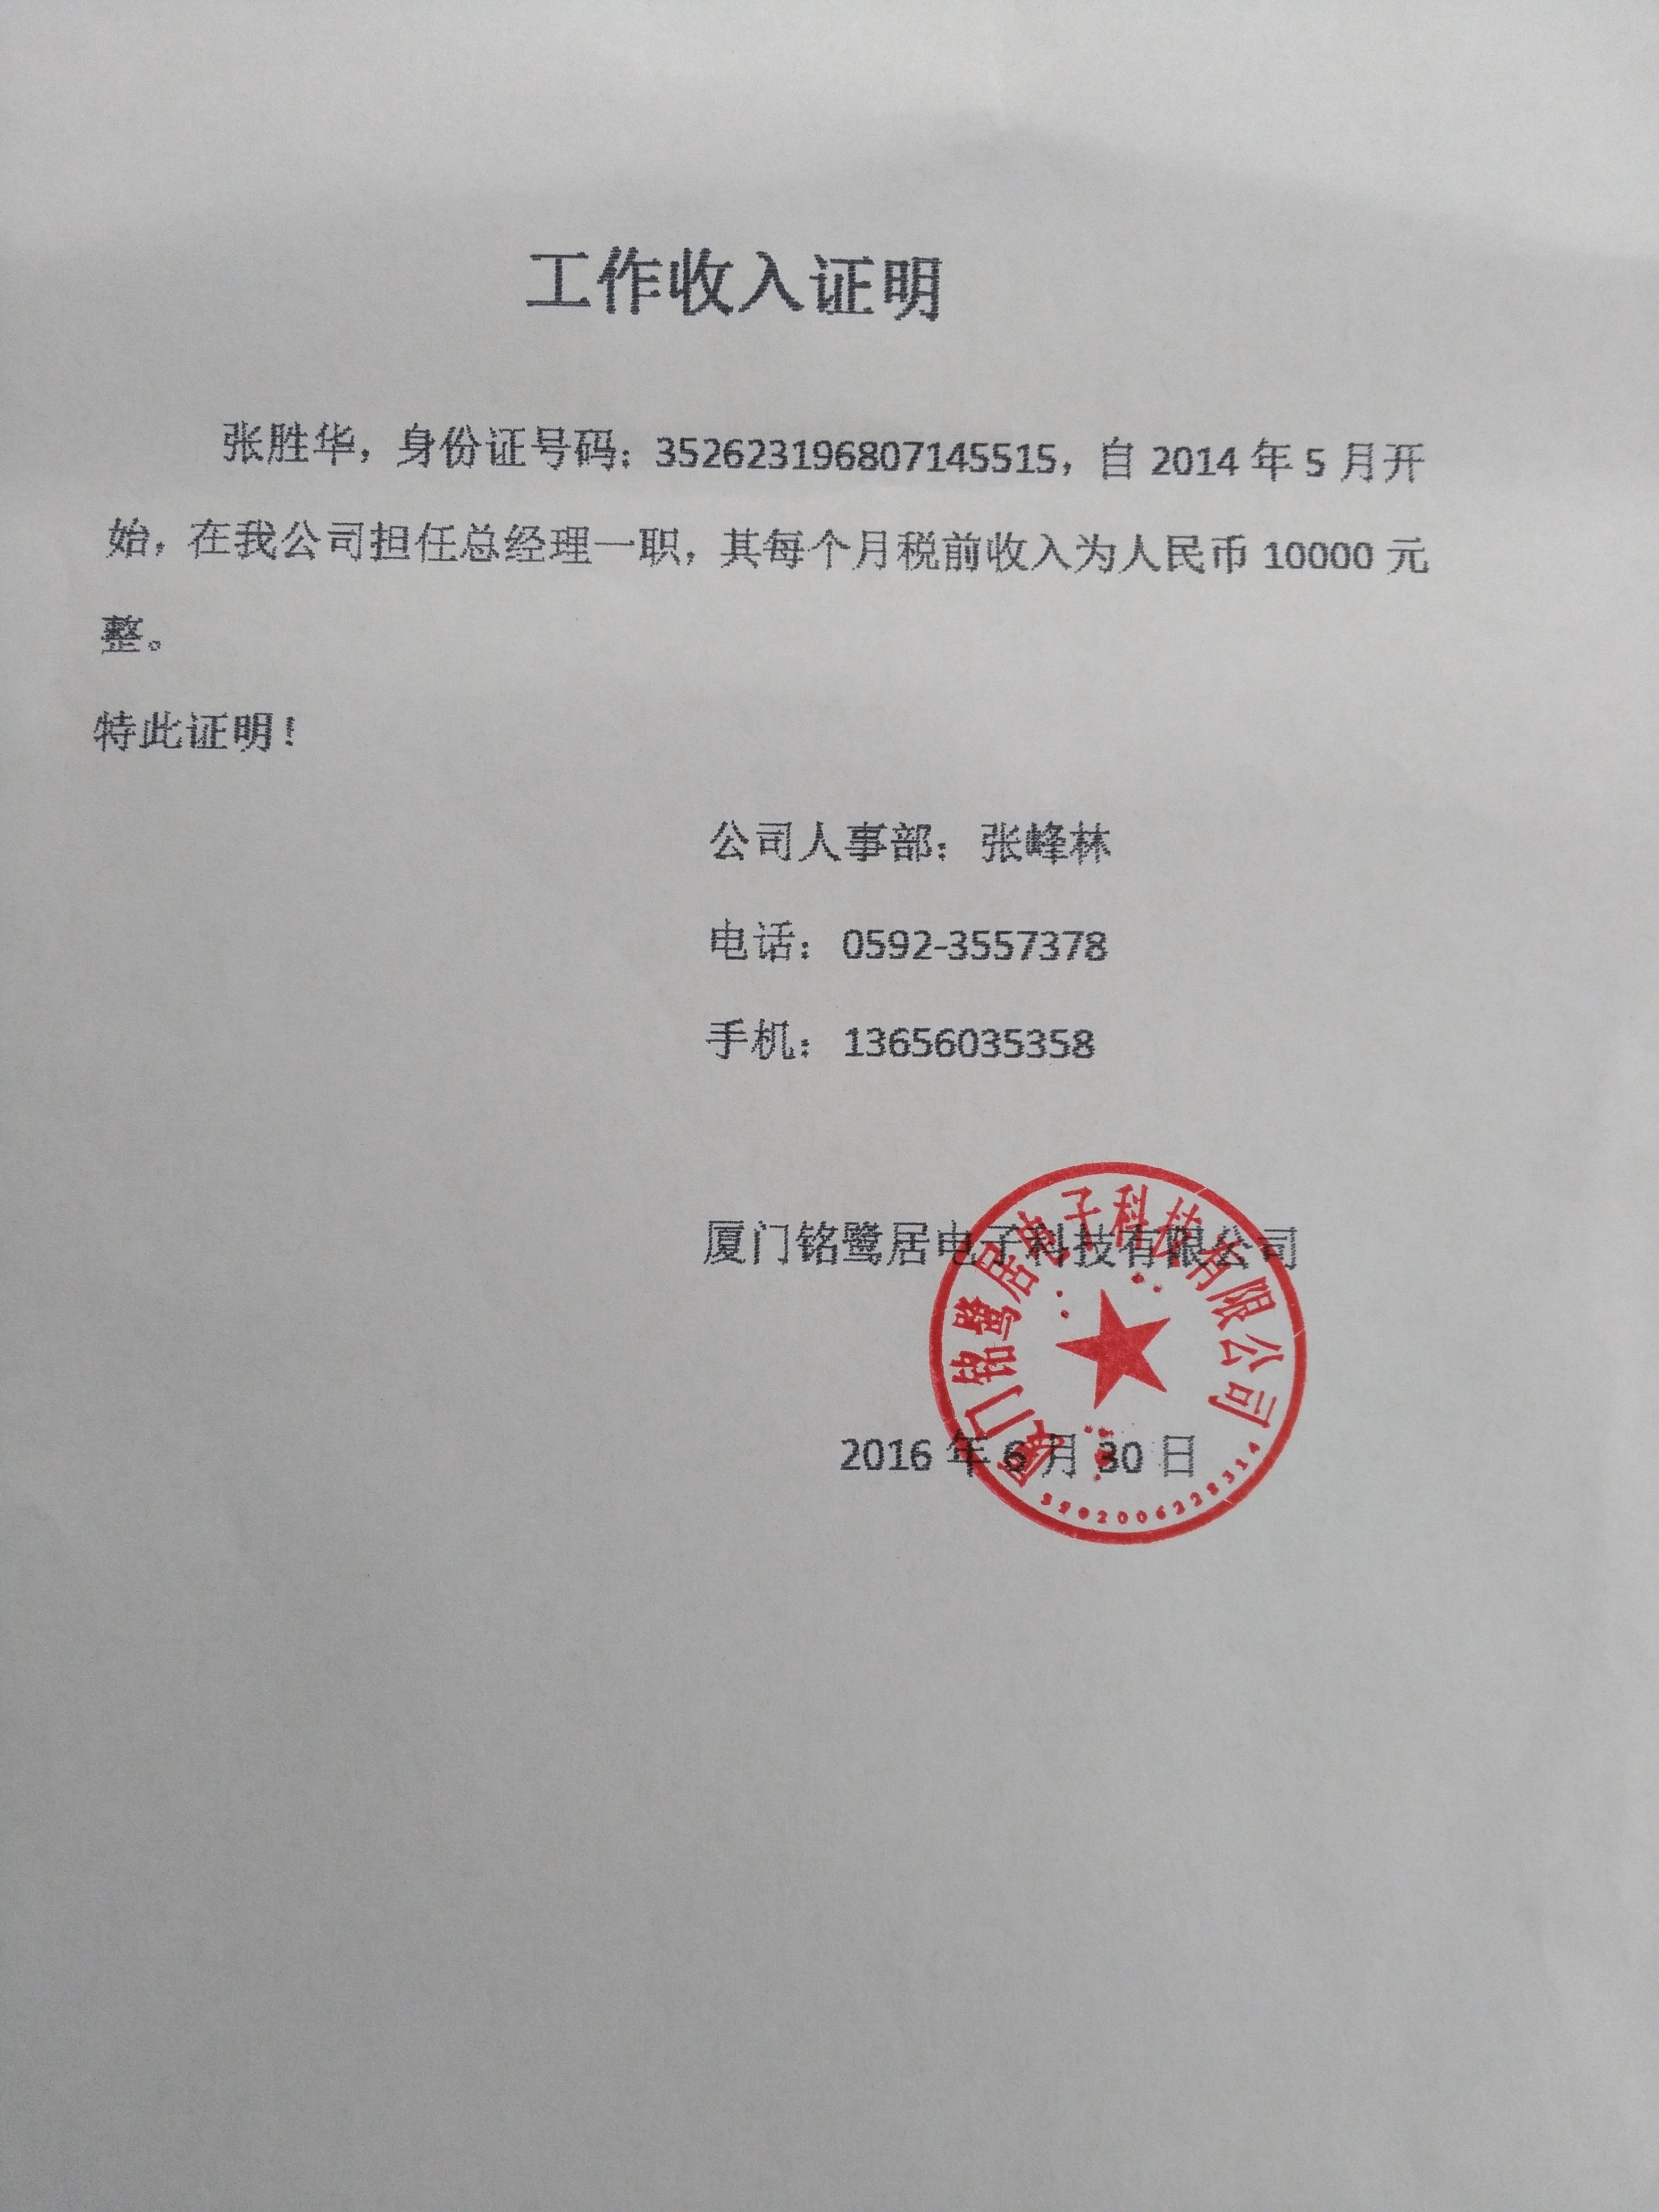 工作收入证明
张胜华，身份证号码：352623196807145515，自 2014 年 5 月开
始，在我公司担任总经理一职，其每个月税前收入为人民币 10000 元
整。
特此证明！
公司人事部：张峰林
电话：0592-3557378
手机：13656035358
厦门铭鹭居电子科技有限公司
2016 年 6 月 30 日
厦门铭鹭居电子科技有限公司